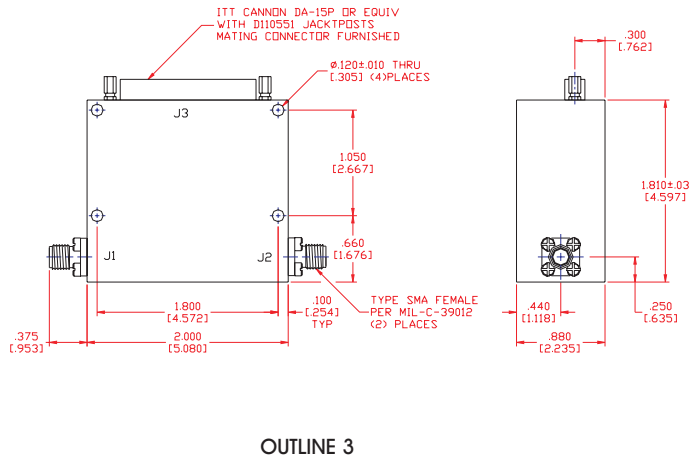 ITT CANNON DA-15P OR EQUIV
WITH D110551 JACKTPOSTS
MATING CONNECTOR FURNISHED
.300
[.762]
Ø.120±.010 THRU
[.305] (4)PLACES
J3
1.050
[2.667]
1.810±.03
[4.597]
.660
[1.676]
J1
J2
1.800
[4.572]
.100
[.254]
TYP
TYPE SMA FEMALE
PER MIL-C-39012
(2) PLACES
.440
[1.118]
.250
[.635]
.375
[.953]
2.000
[5.080]
.880
[2.235]
OUTLINE 3